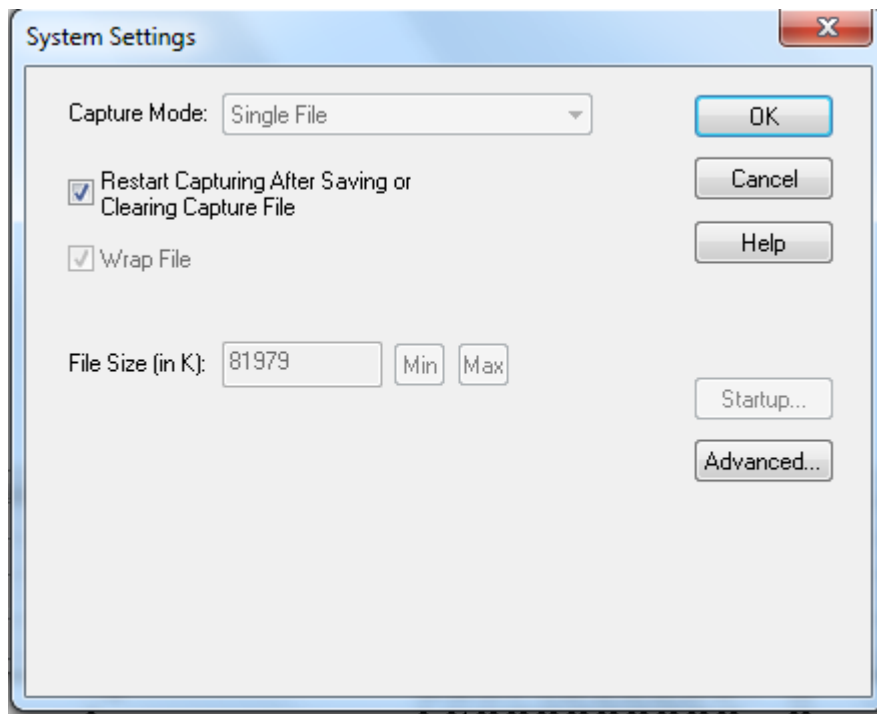 System Settings
Capture Mode: Single File
OK
Restart Capturing After Saving or
Clearing Capture File
Cancel
Wrap File
Help
File Size (in K): 81979 Min Max
Startup...
Advanced...